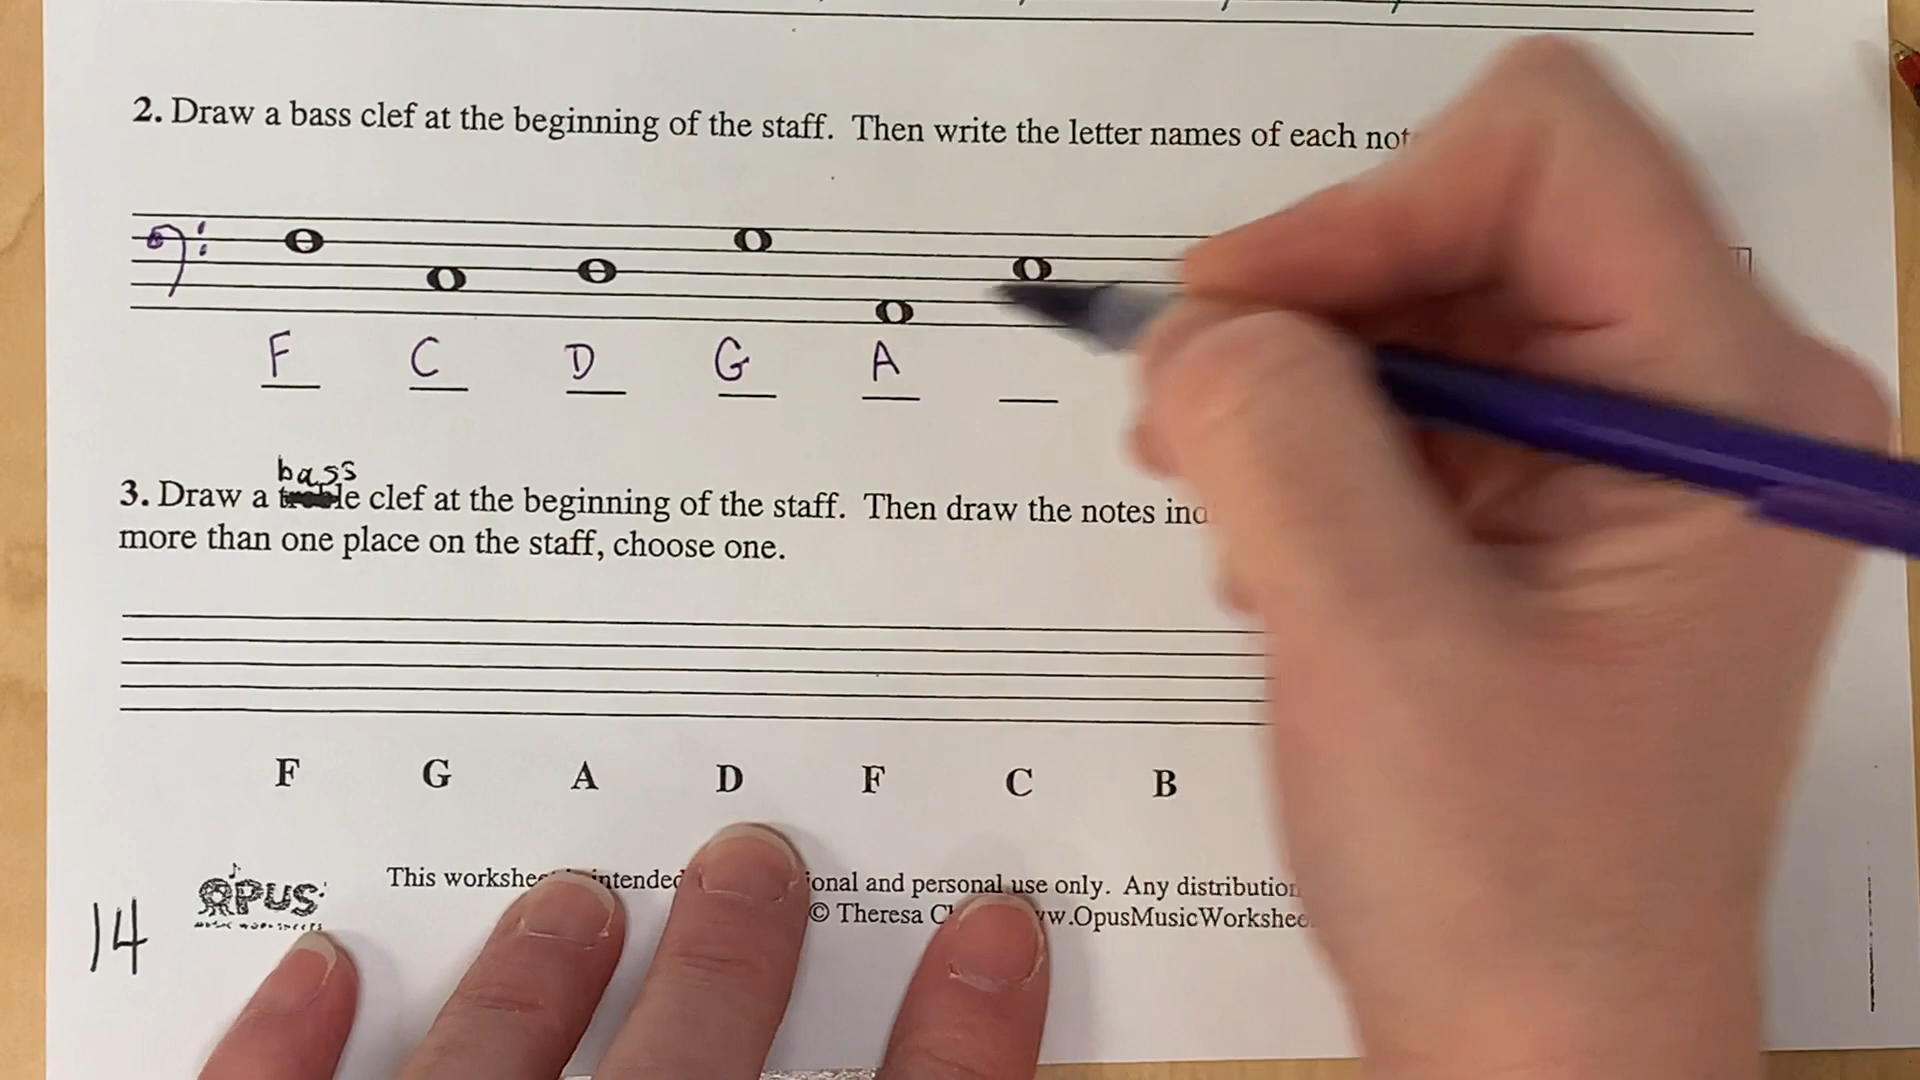 2. Draw a bass clef at the beginning of the staff. Then write the letter names of each not
F C D G A
bass
3. Draw a le clef at the beginning of the staff. Then draw the notes
more than one place on the staff, choose one.
F G A D F C B
This intended onal and personal use only. Any distribution
OPUS
© Theresa www.OpusMusicWorkshee
14